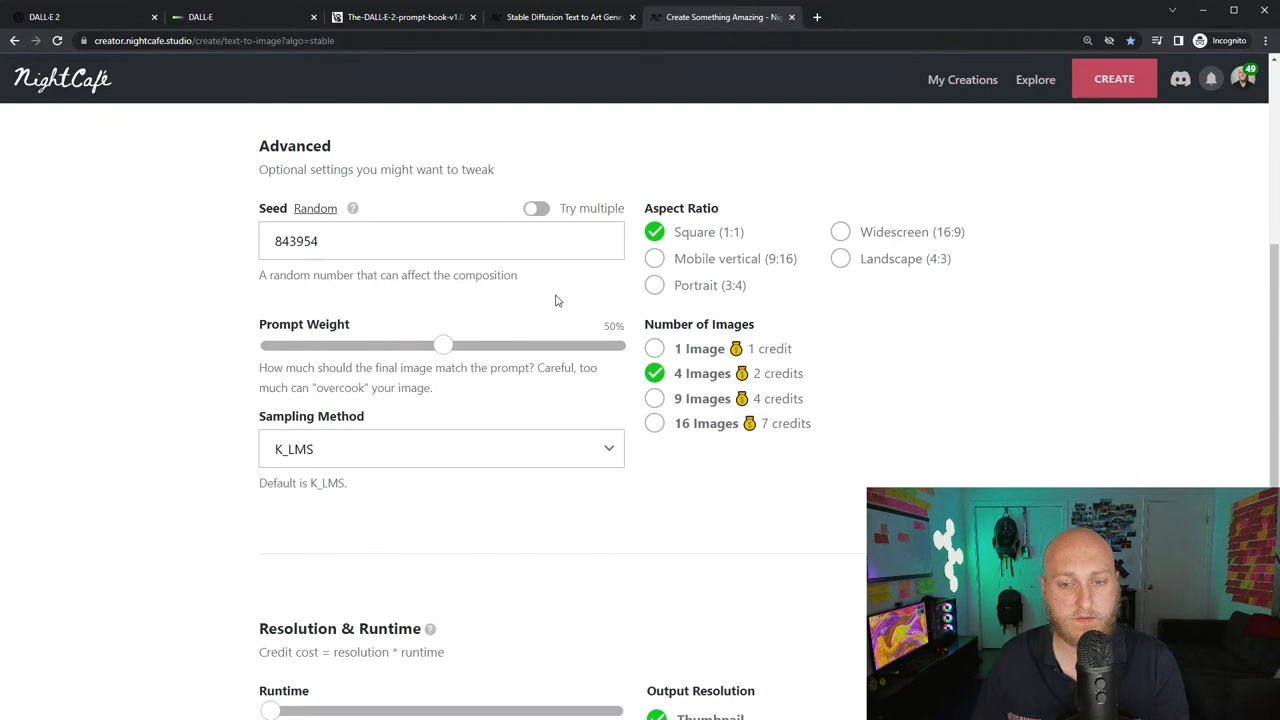 DALL·E 2
DALL·E
The-DALL-E-2-prompt-book-v1.0
Stable Diffusion Text to Art Gene
Create Something Amazing - Nig
creator.nightcafe.studio/create/text-to-image?algo=stable
Incognito
NightCafé
My Creations
Explore
CREATE
49
Advanced
Optional settings you might want to tweak
Seed Random ?
Try multiple
843954
A random number that can affect the composition
Aspect Ratio
Square (1:1)
Widescreen (16:9)
Mobile vertical (9:16)
Landscape (4:3)
Portrait (3:4)
Prompt Weight
50%
How much should the final image match the prompt? Careful, too
much can "overcook" your image.
Number of Images
1 Image 1 credit
4 Images 2 credits
9 Images 4 credits
16 Images 7 credits
Sampling Method
K_LMS
Default is K_LMS.
Resolution & Runtime ?
Credit cost = resolution * runtime
Runtime
Output Resolution
Thumbnail